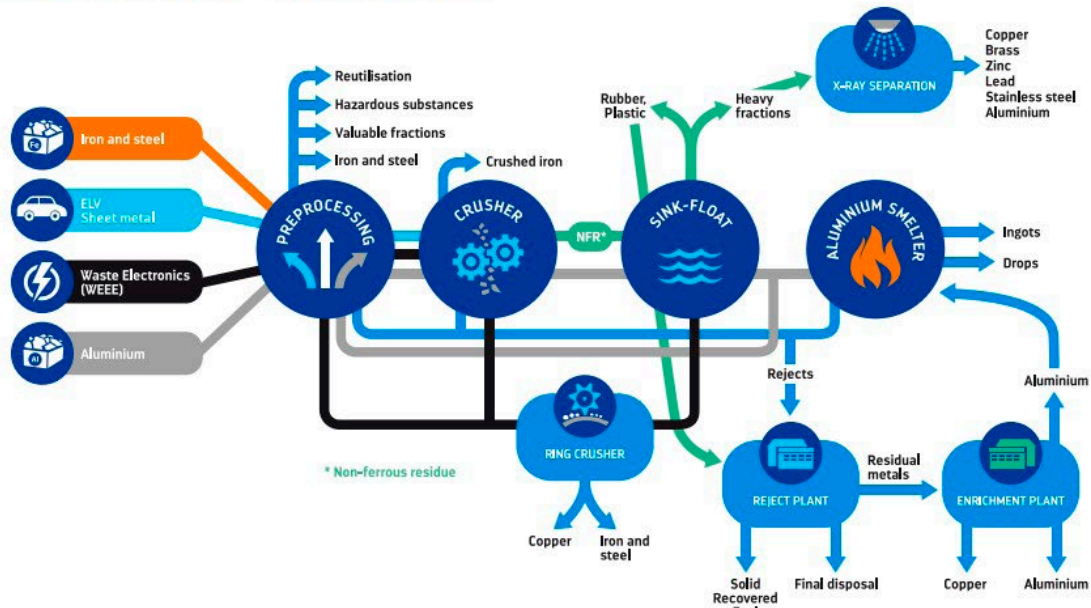 Iron and steel
ELV
Sheet metal
Waste Electronics
(WEEE)
Aluminium
Fe
Al
Reutilisation
Hazardous substances
Valuable fractions
Iron and steel
PREPROCESSING
Crushed iron
CRUSHER
NFR*
Rubber,
Plastic
Heavy
fractions
SINK-FLOAT
X-RAY SEPARATION
Copper
Brass
Zinc
Lead
Stainless steel
Aluminium
ALUMINIUM SMELTER
Ingots
Drops
Rejects
Aluminium
RING CRUSHER
* Non-ferrous residue
Copper
Iron and
steel
REJECT PLANT
Residual
metals
ENRICHMENT PLANT
Solid
Recovered
Final disposal
Copper
Aluminium